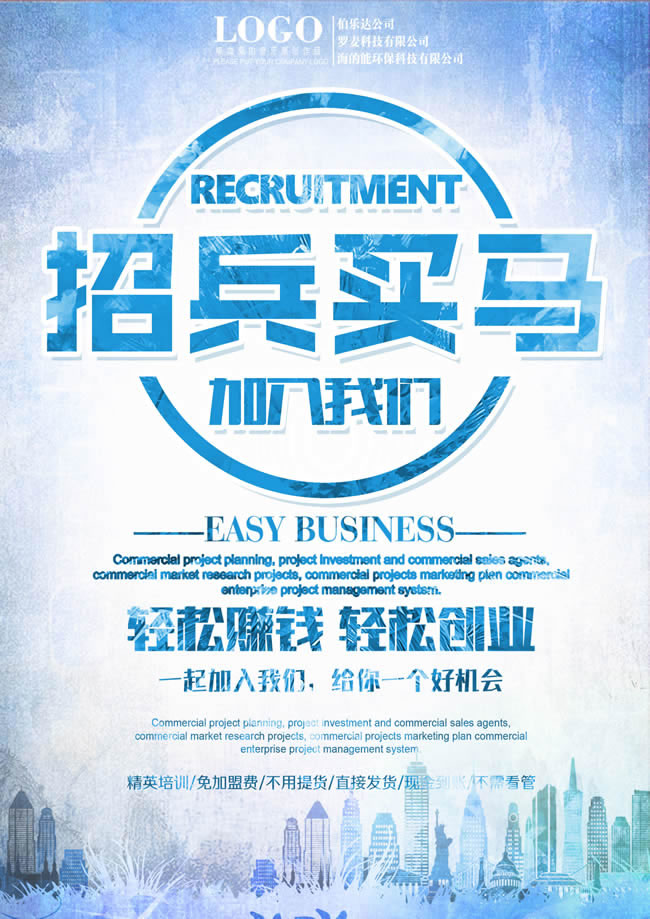 LOGO
PLEASE PUT YOUR COMPANY LOGO
伯乐达公司
罗麦科技有限公司
海的能环保科技有限公司
RECRUITMENT
招兵买马
加入我们
EASY BUSINESS
Commercial project planning, project investment and commercial sales agents,
commercial market research projects, commercial projects marketing plan commercial
enterprise project management system.
轻松赚钱 轻松创业
一起加入我们，给你一个好机会
Commercial project planning, project investment and commercial sales agents,
commercial market research projects, commercial projects marketing plan commercial
enterprise project management system.
精英培训/免加盟费/不用提货/直接发货/现金到账/不需看管